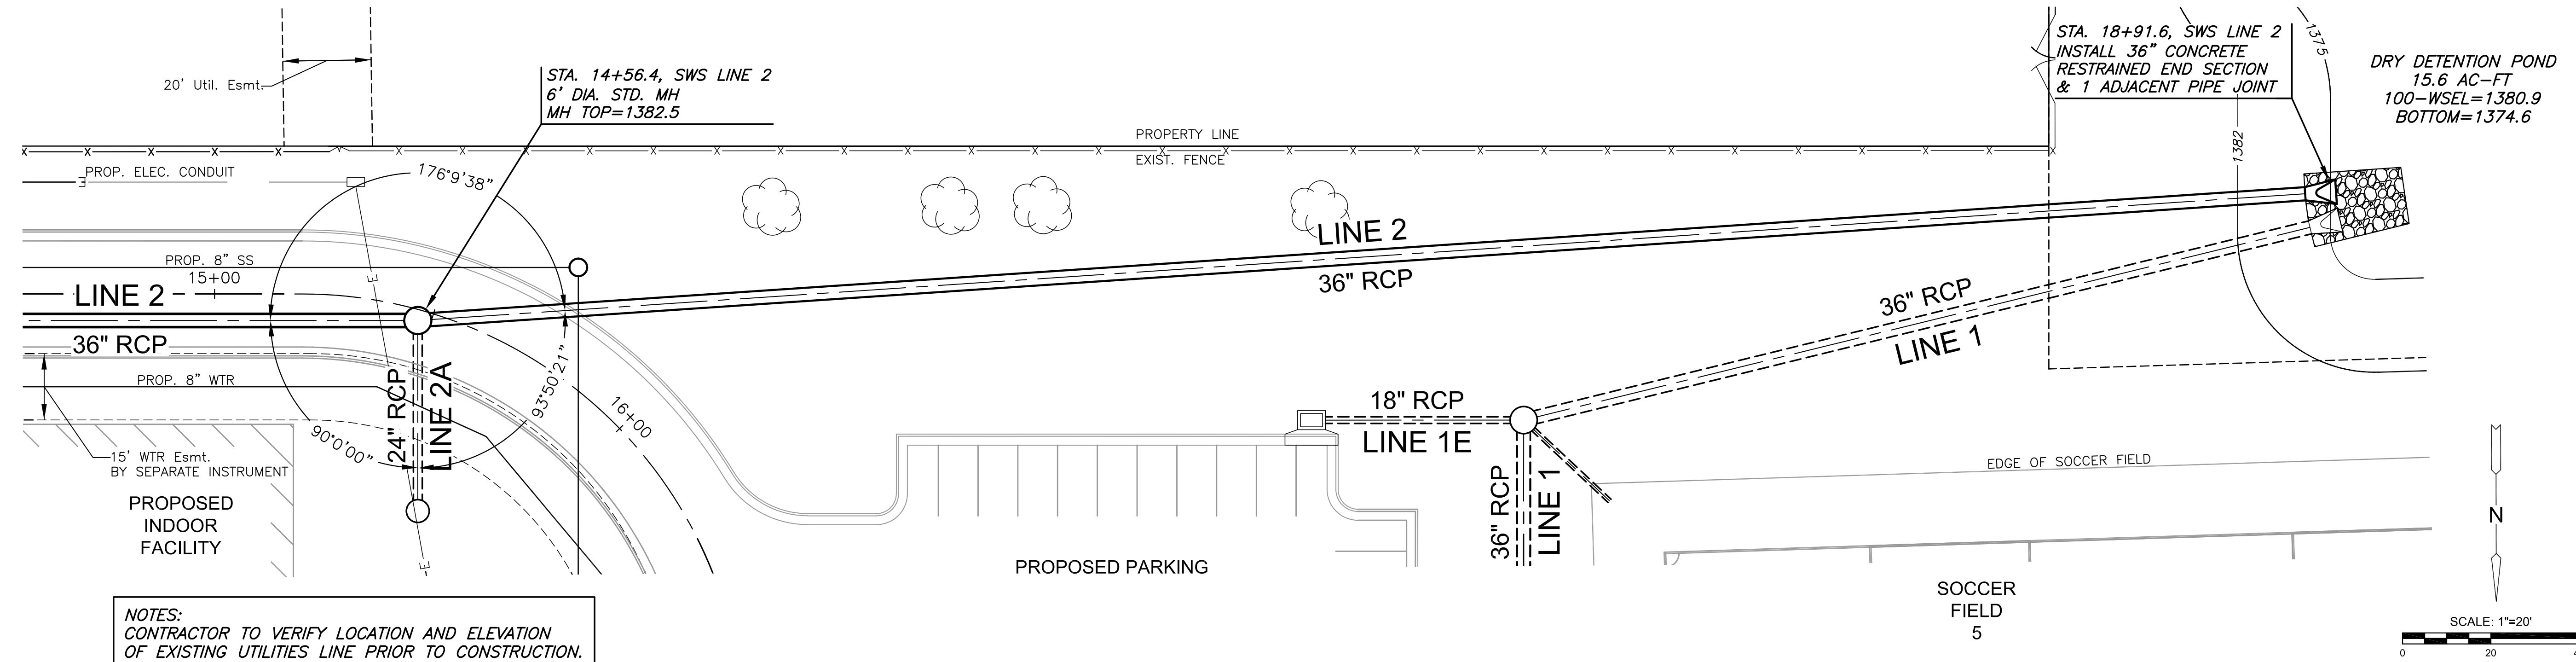 20' Util. Esmt.
STA. 14+56.4, SWS LINE 2
6' DIA. STD. MH
MH TOP=1382.5
STA. 18+91.6, SWS LINE 2
INSTALL 36" CONCRETE
RESTRAINED END SECTION
& 1 ADJACENT PIPE JOINT
1375
DRY DETENTION POND
15.6 AC-FT
100-WSEL=1380.9
BOTTOM=1374.6
PROPERTY LINE
EXIST. FENCE
1382
PROP. ELEC. CONDUIT
E
176°9'38"
PROP. 8" SS
15+00
E
LINE 2
36" RCP
LINE 2
36" RCP
36" RCP
LINE 1
PROP. 8" WTR
24" RCP
LINE 2A
93°50'21"
16+00
90°0'00"
15' WTR Esmt.
BY SEPARATE INSTRUMENT
18" RCP
LINE 1E
36" RCP
LINE 1
EDGE OF SOCCER FIELD
PROPOSED
INDOOR
FACILITY
E
PROPOSED PARKING
SOCCER
FIELD
5
N
NOTES:
CONTRACTOR TO VERIFY LOCATION AND ELEVATION
OF EXISTING UTILITIES LINE PRIOR TO CONSTRUCTION.
SCALE: 1"=20'
0 20